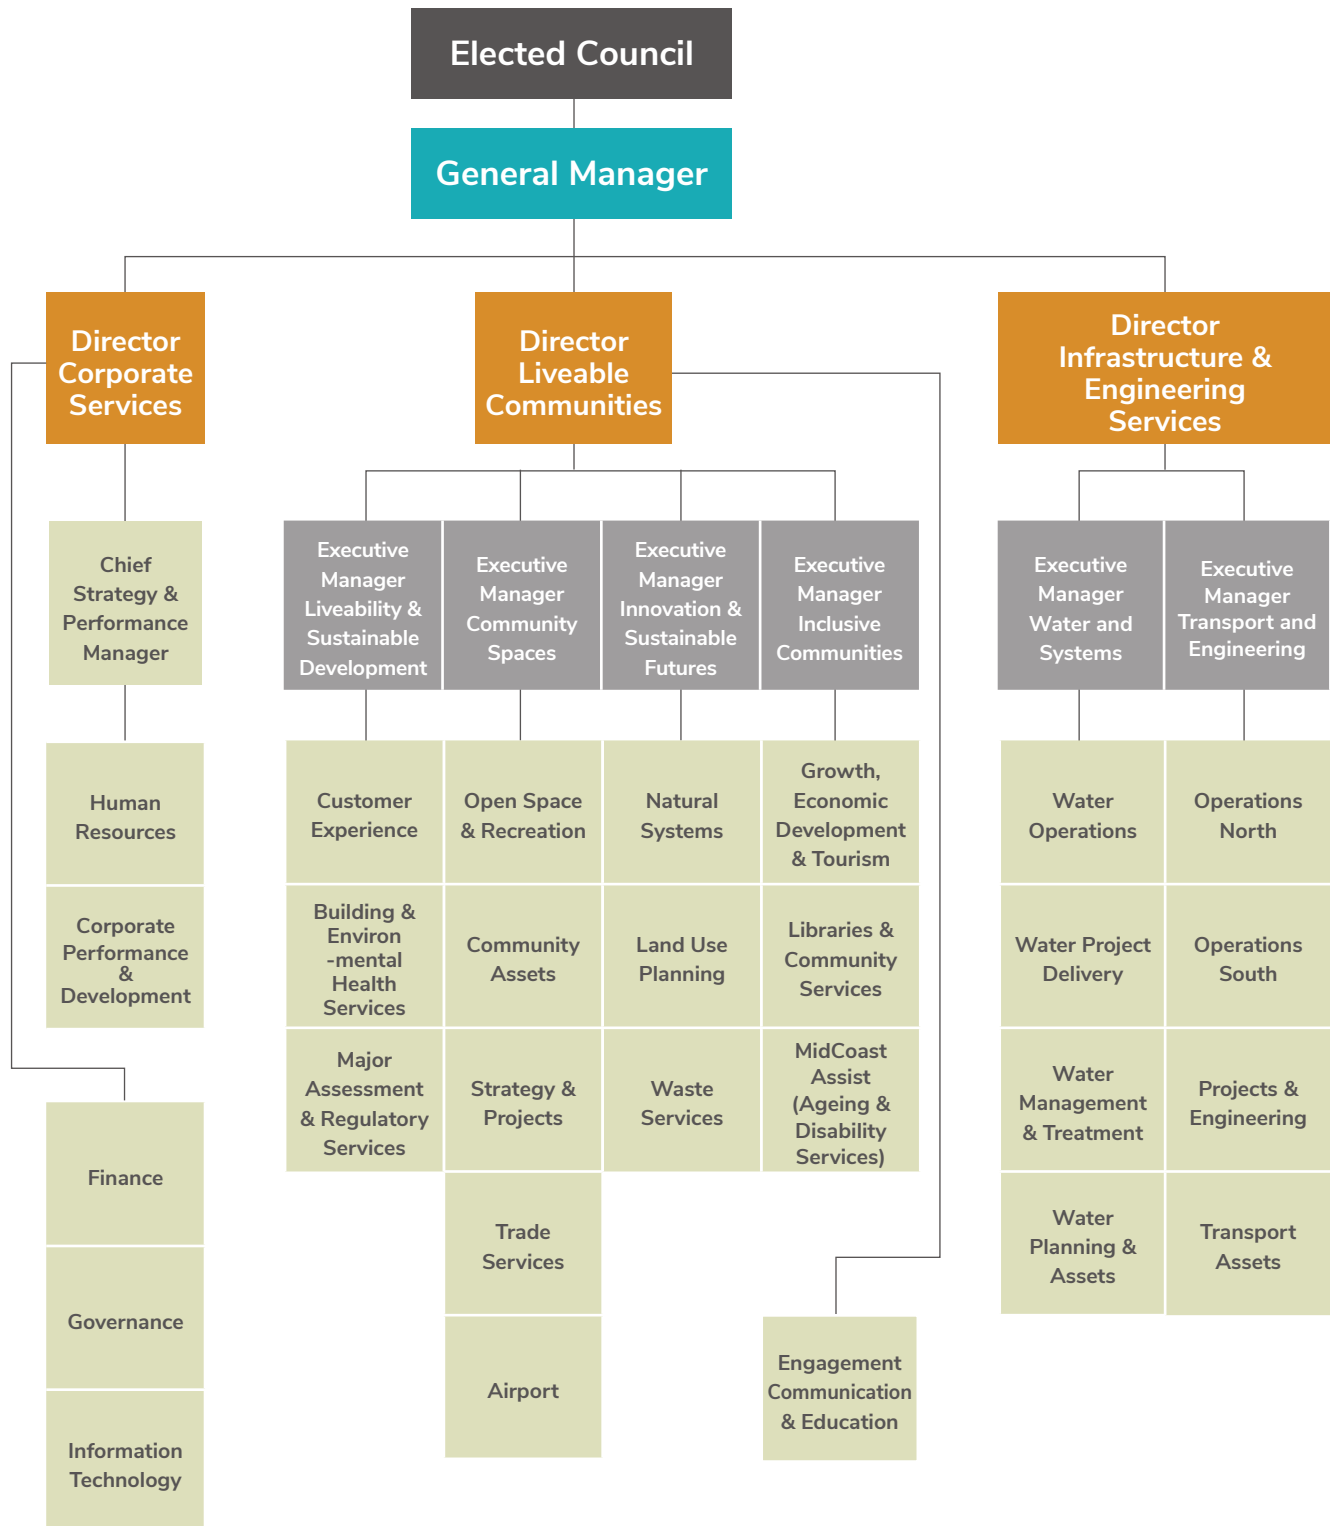 Elected Council
General Manager
Director
Corporate
Services
Director
Liveable
Communities
Director
Infrastructure &
Engineering
Services
Chief
Strategy &
Performance
Manager
Executive
Manager
Liveability &
Sustainable
Development
Executive
Manager
Community
Spaces
Executive
Manager
Innovation &
Sustainable
Futures
Executive
Manager
Inclusive
Communities
Executive
Manager
Water and
Systems
Executive
Manager
Transport and
Engineering
Human
Resources
Customer
Experience
Open Space
& Recreation
Natural
Systems
Growth,
Economic
Development
& Tourism
Water
Operations
Operations
North
Corporate
Performance
&
Development
Building &
Environ
-mental
Health
Services
Community
Assets
Land Use
Planning
Libraries &
Community
Services
Water Project
Delivery
Operations
South
Major
Assessment
& Regulatory
Services
Strategy &
Projects
Waste
Services
MidCoast
Assist
(Ageing &
Disability
Services)
Water
Management
& Treatment
Projects &
Engineering
Finance
Trade
Services
Water
Planning &
Assets
Transport
Assets
Governance
Airport
Engagement
Communication
& Education
Information
Technology